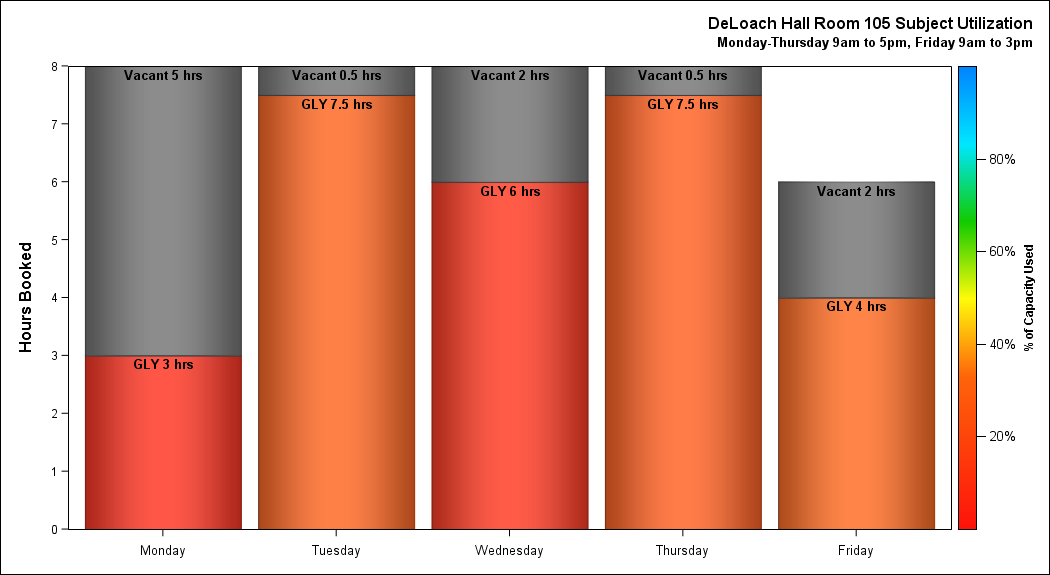 DeLoach Hall Room 105 Subject Utilization
Monday-Thursday 9am to 5pm, Friday 9am to 3pm
Hours Booked
8
7
6
5
4
3
2
1
0
Vacant 5 hrs
GLY 3 hrs
Vacant 0.5 hrs
GLY 7.5 hrs
Vacant 2 hrs
GLY 6 hrs
Vacant 0.5 hrs
GLY 7.5 hrs
Vacant 2 hrs
GLY 4 hrs
Monday
Tuesday
Wednesday
Thursday
Friday
80%
60%
40%
20%
% of Capacity Used